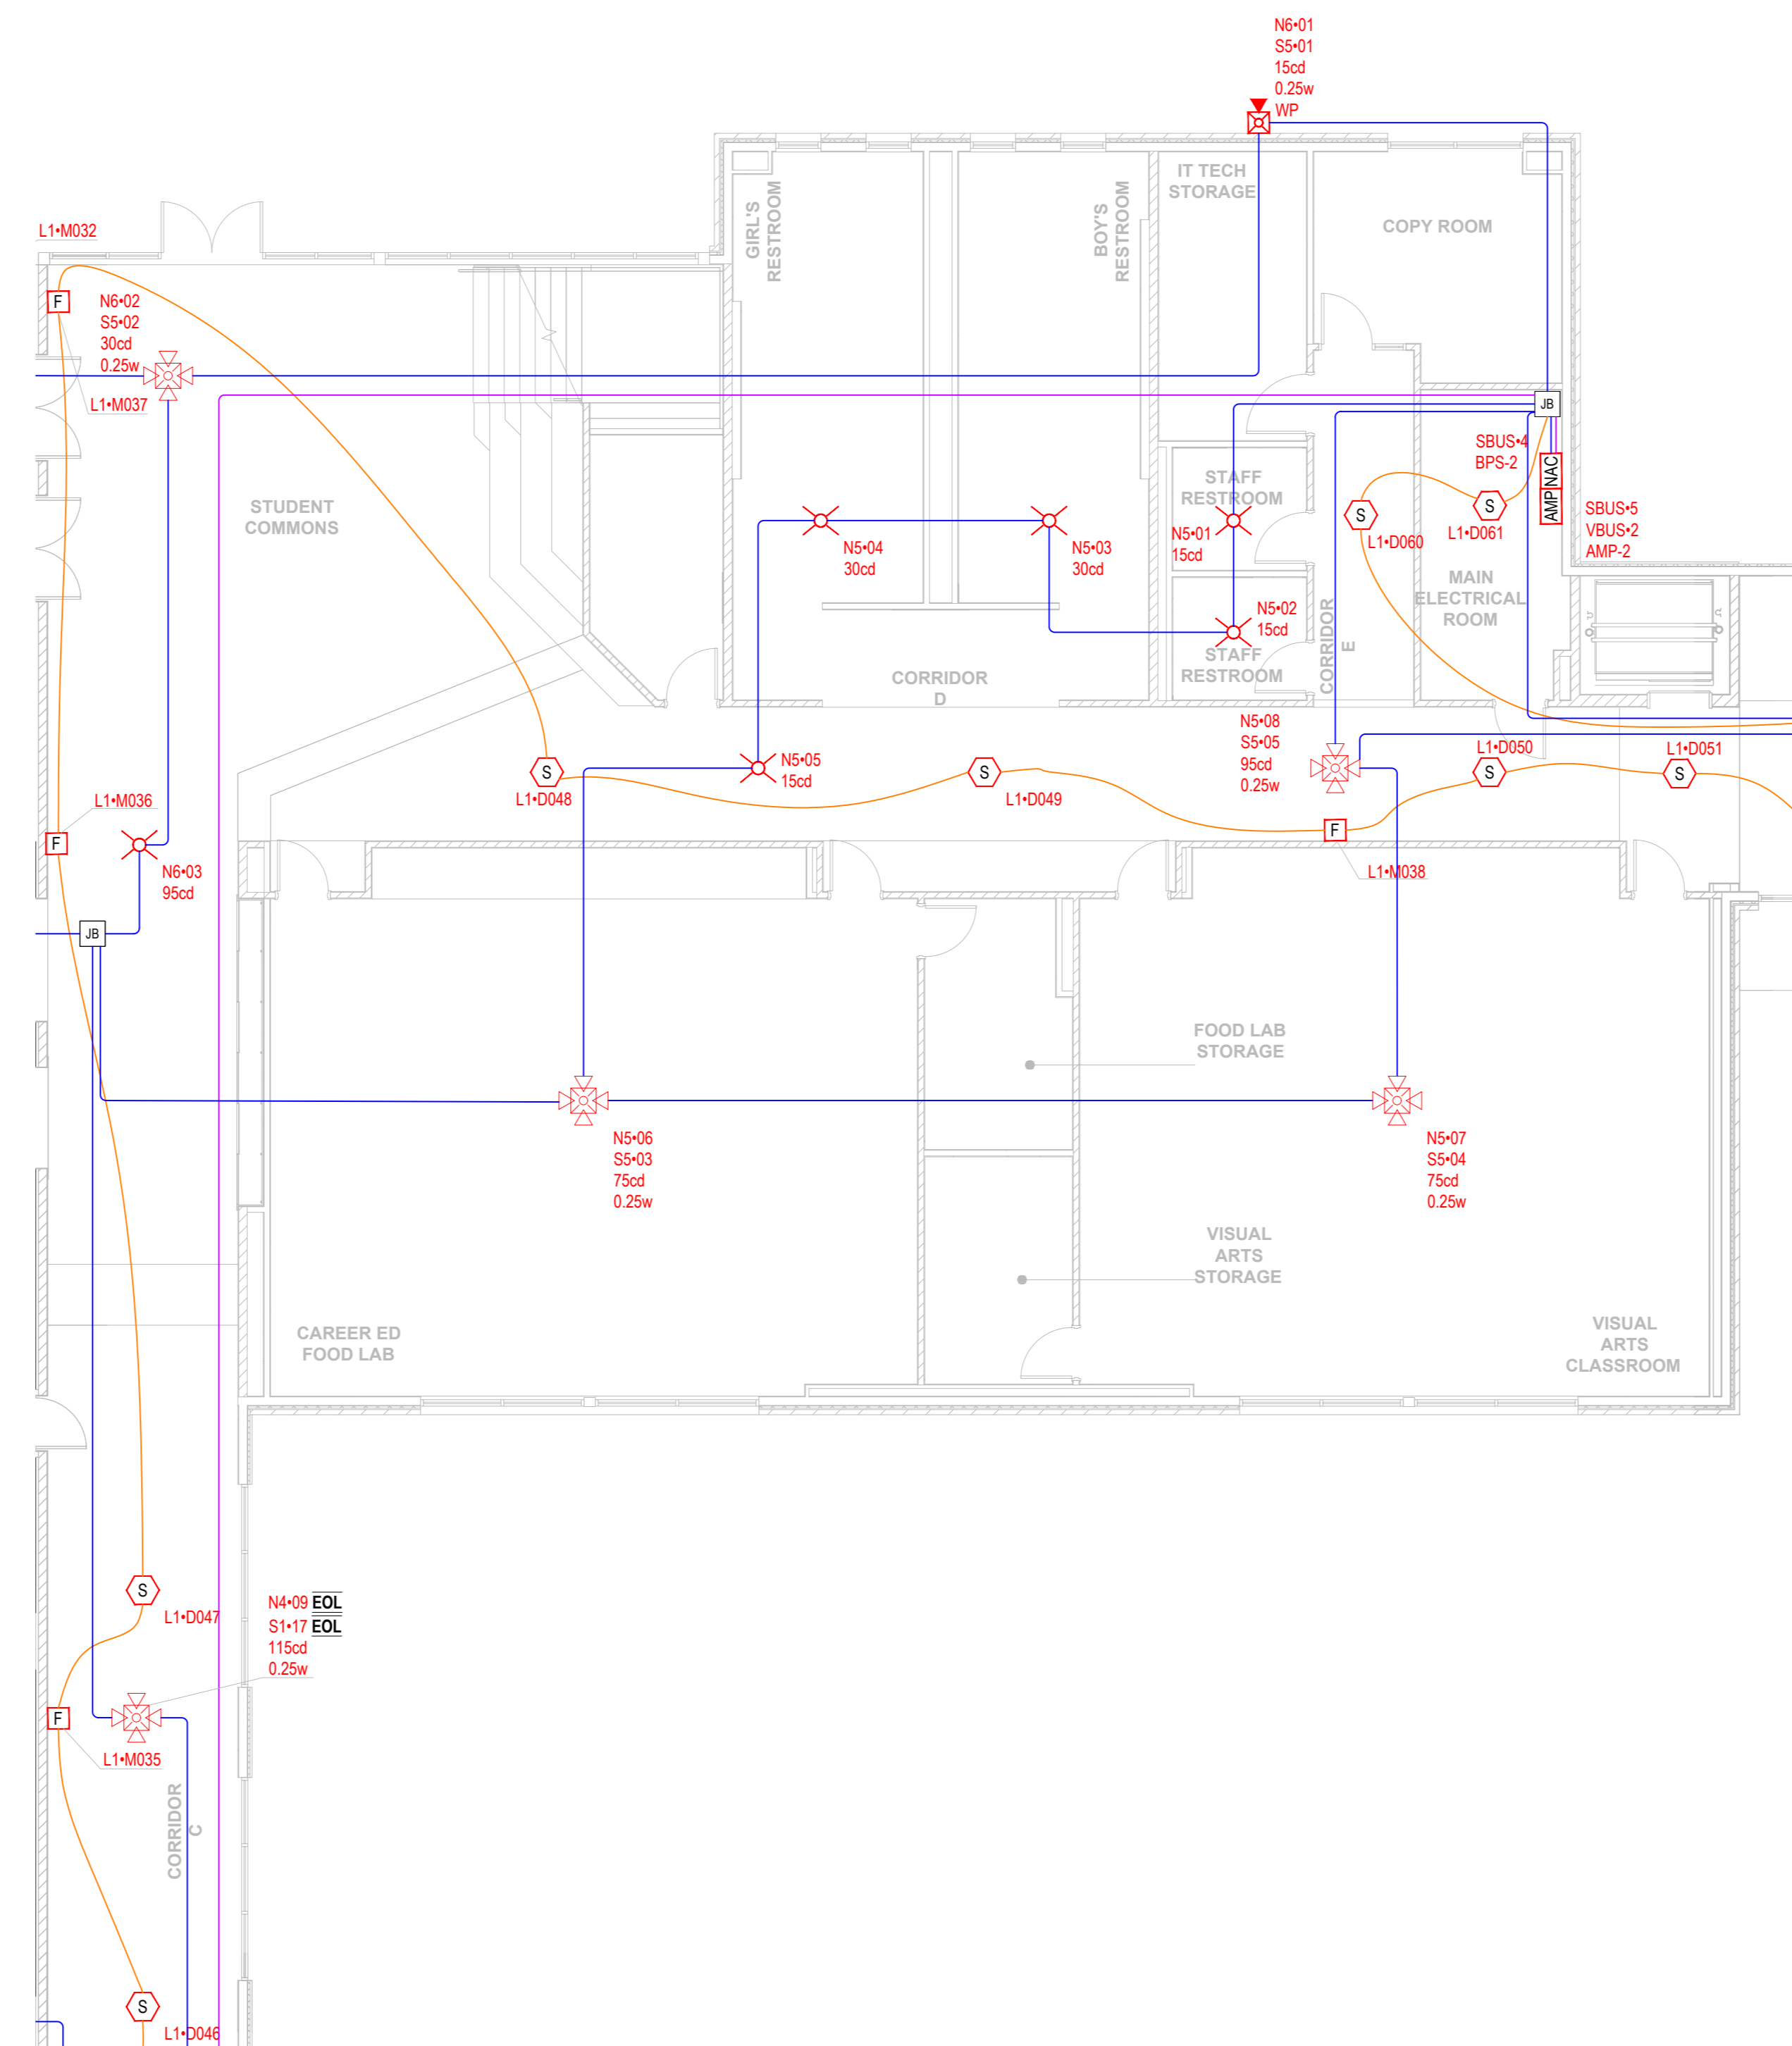 N6•01
S5•01
15cd
0.25w
WP
IT TECH
STORAGE
GIRL'S
RESTROOM
BOY'S
RESTROOM
COPY ROOM
L1•M032
F
N6•02
S5•02
30cd
0.25w
L1•M037
JB
SBUS•4
BPS-2
NAC
AMP
SBUS•5
VBUS•2
AMP-2
STUDENT
COMMONS
STAFF
RESTROOM
S
L1•D060
S
L1•D061
N5•04
30cd
N5•03
30cd
N5•01
15cd
N5•02
15cd
STAFF
RESTROOM
CORRIDOR
E
MAIN
ELECTRICAL
ROOM
CORRIDOR
D
N5•08
S5•05
95cd
0.25w
S
L1•D048
N5•05
15cd
S
L1•D049
L1•D050
S
L1•D051
S
L1•M036
F
F
L1•M038
N6•03
95cd
JB
FOOD LAB
STORAGE
N5•06
S5•03
75cd
0.25w
N5•07
S5•04
75cd
0.25w
VISUAL
ARTS
STORAGE
CAREER ED
FOOD LAB
VISUAL
ARTS
CLASSROOM
S
L1•D047
N4•09 EOL
S1•17 EOL
115cd
0.25w
F
L1•M035
CORRIDOR
C
S
L1•D046